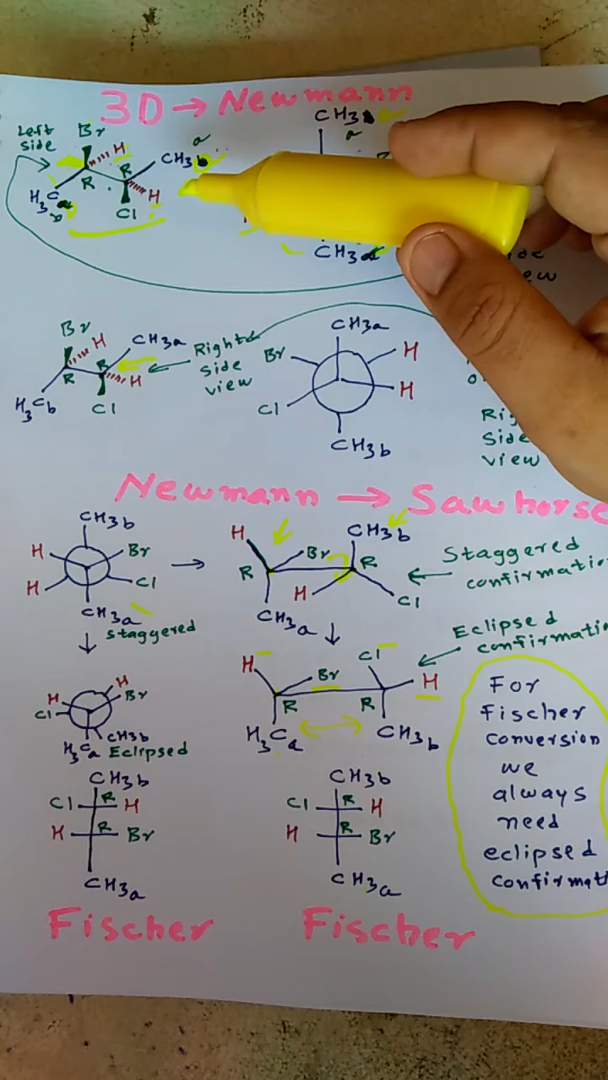 3D → Newmann
Left side
Br
H
CH3 a
b
R
R
H
H3C a
b
Cl
CH3
a
CH3
view
Br
H
CH3a
R
R
H
H3Cb
Cl
Right side view
CH3a
Br
H
Cl
H
CH3b
Side
view
Newmann → Sawhorse
CH3b
H
Br
H
Cl
CH3a
staggered
→
H
Br
CH3b
R
R
H
Cl
CH3a
Staggered
↓
↓
Eclipsed
H
H
Cl
Br
CH3b
H3Ca Eclipsed
H
Br
Cl
H
R
R
H3Ca
CH3b
For
Fischer
conversion
we
always
need
eclipsed
CH3b
Cl R H
H R Br
CH3a
Fischer
CH3b
Cl R H
H R Br
CH3a
Fischer